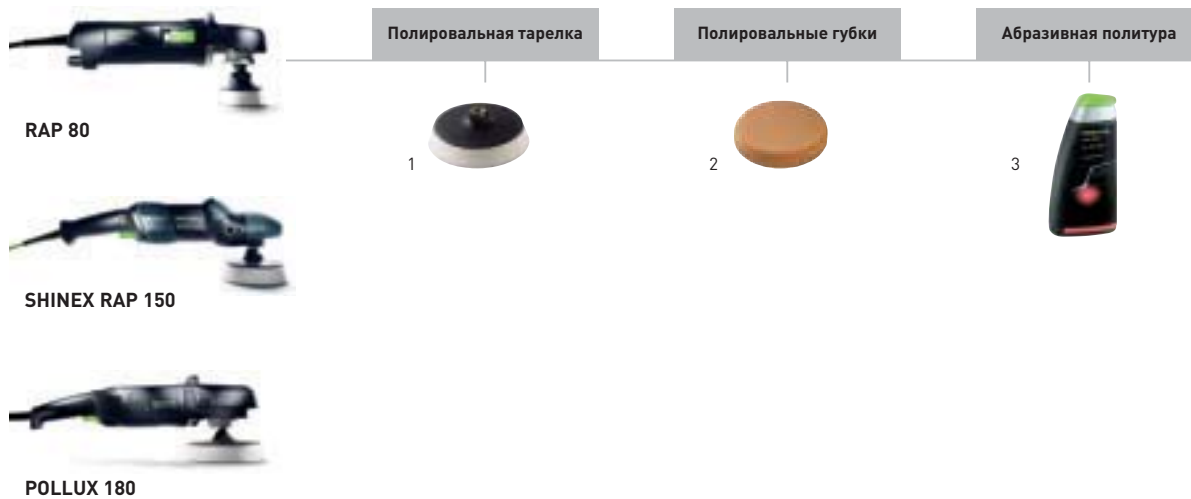 Полировальная тарелка
Полировальные губки
Абразивная политура
RAP 80
1
2
3
SHINEX RAP 150
POLLUX 180